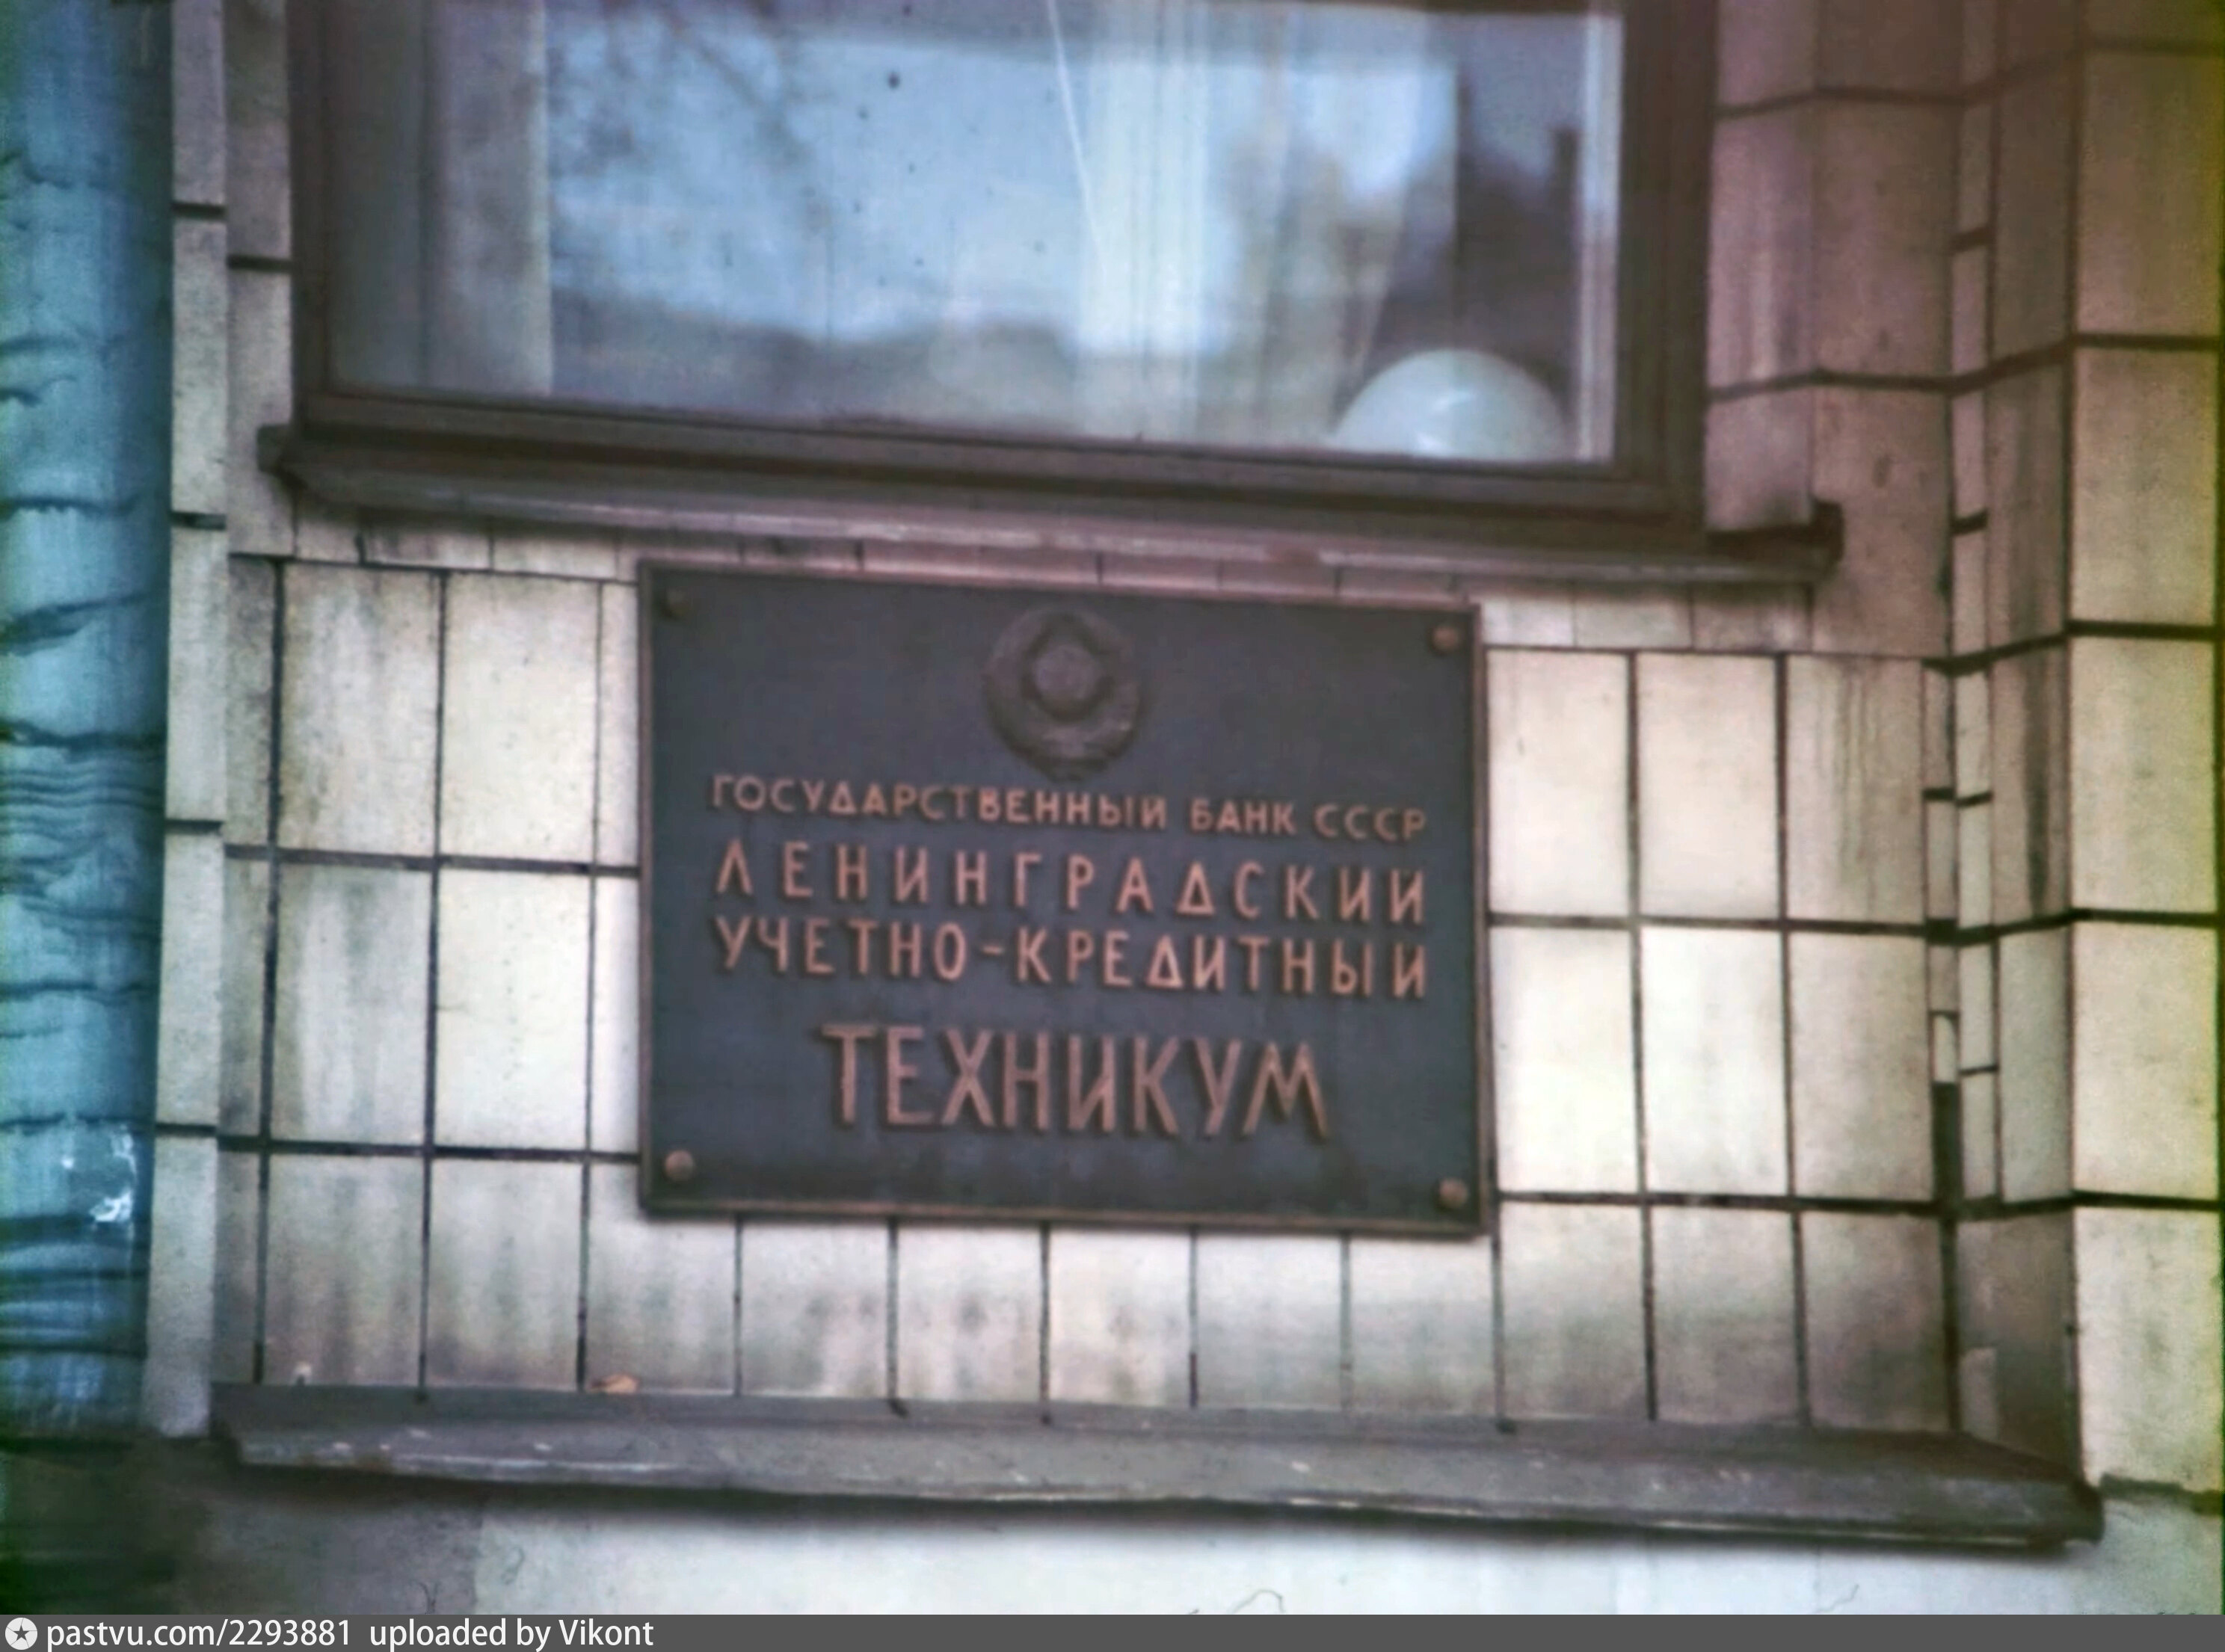 ГОСУДАРСТВЕННЫЙ БАНК СССР
ЛЕНИНГРАДСКИЙ
УЧЕТНО-КРЕДИТНЫЙ
ТЕХНИКУМ
pastvu.com/2293881 uploaded by Vikont